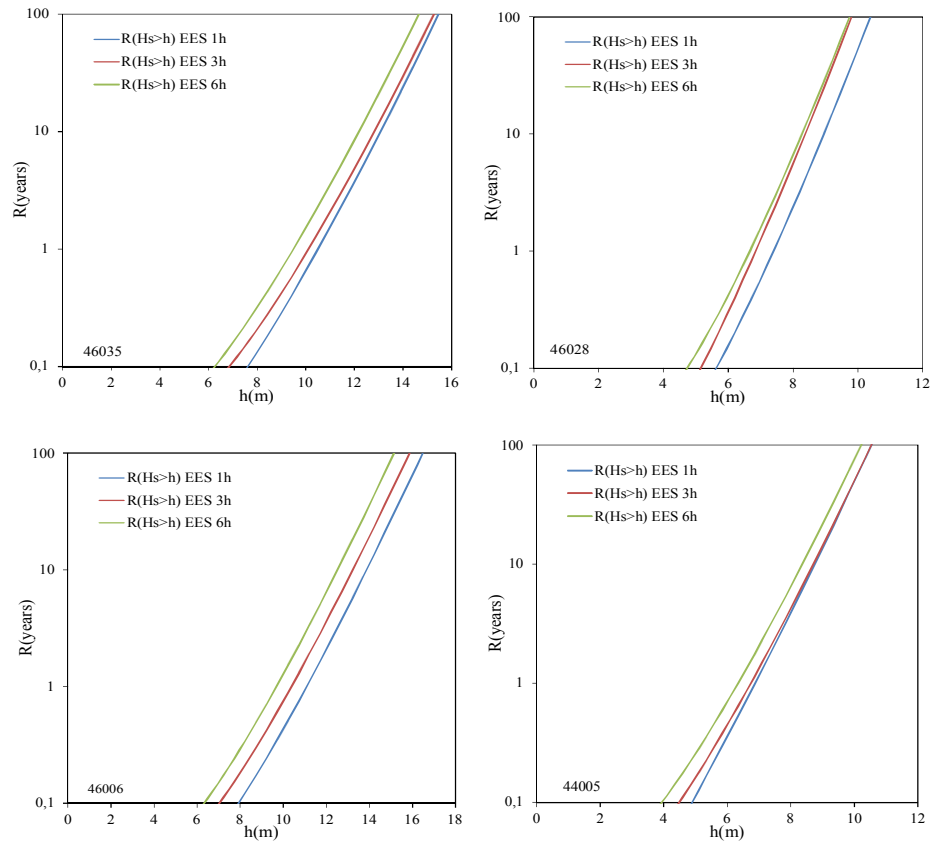 100
R(Hs>h) EES 1h
R(Hs>h) EES 3h
R(Hs>h) EES 6h
10
R(years)
1
46035
0,1
0 2 4 6 8 10 12 14 16
h(m)
100
R(Hs>h) EES 1h
R(Hs>h) EES 3h
R(Hs>h) EES 6h
10
R(years)
1
46028
0,1
0 2 4 6 8 10 12
h(m)
100
R(Hs>h) EES 1h
R(Hs>h) EES 3h
R(Hs>h) EES 6h
10
R(years)
1
46006
0,1
0 2 4 6 8 10 12 14 16 18
h(m)
100
R(Hs>h) EES 1h
R(Hs>h) EES 3h
R(Hs>h) EES 6h
10
R(years)
1
44005
0,1
0 2 4 6 8 10 12
h(m)